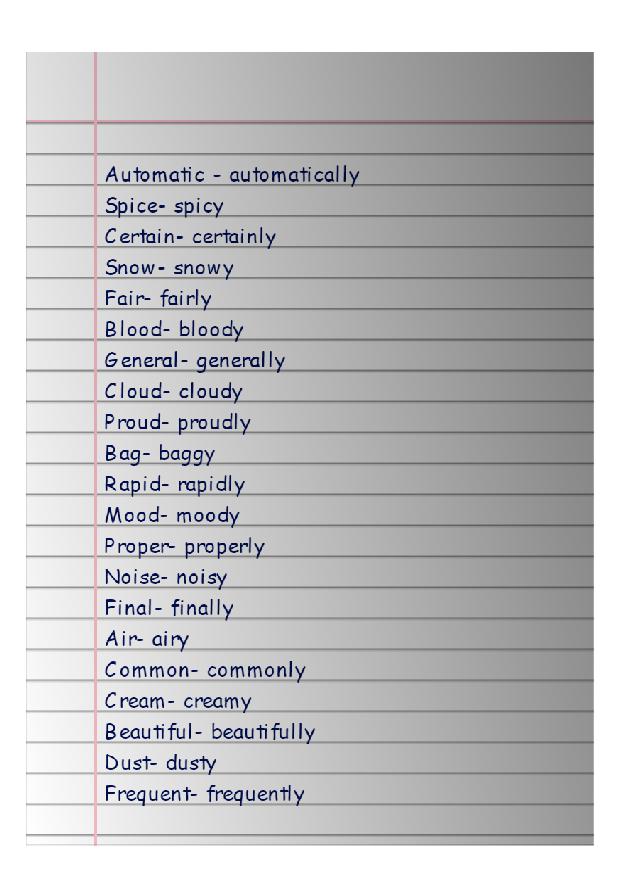 Automatic - automatically
Spice- spicy
Certain- certainly
Snow- snowy
Fair- fairly
Blood- bloody
General- generally
Cloud- cloudy
Proud- proudly
Bag- baggy
Rapid- rapidly
Mood- moody
Proper- properly
Noise- noisy
Final- finally
Air- airy
Common- commonly
Cream- creamy
Beautiful- beautifully
Dust- dusty
Frequent- frequently